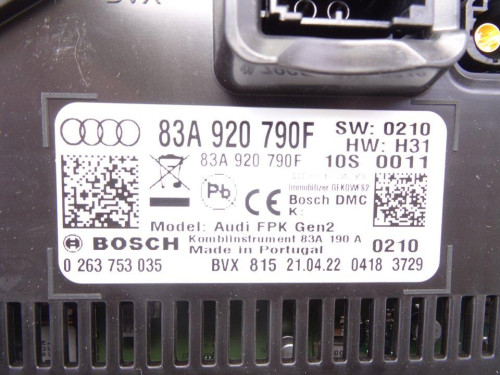 BVX
83A 920 790F SW: 0210
HW: H31
83A 920 790F 10S 0011
Pb
CE
Immobilizer
Bosch DMC
K:
Model: Audi FPK Gen2
BOSCH Kombiinstrument 83A 190 A 0210
Made in Portugal
0 263 753 035 BVX 815 21.04.22 0418 3729